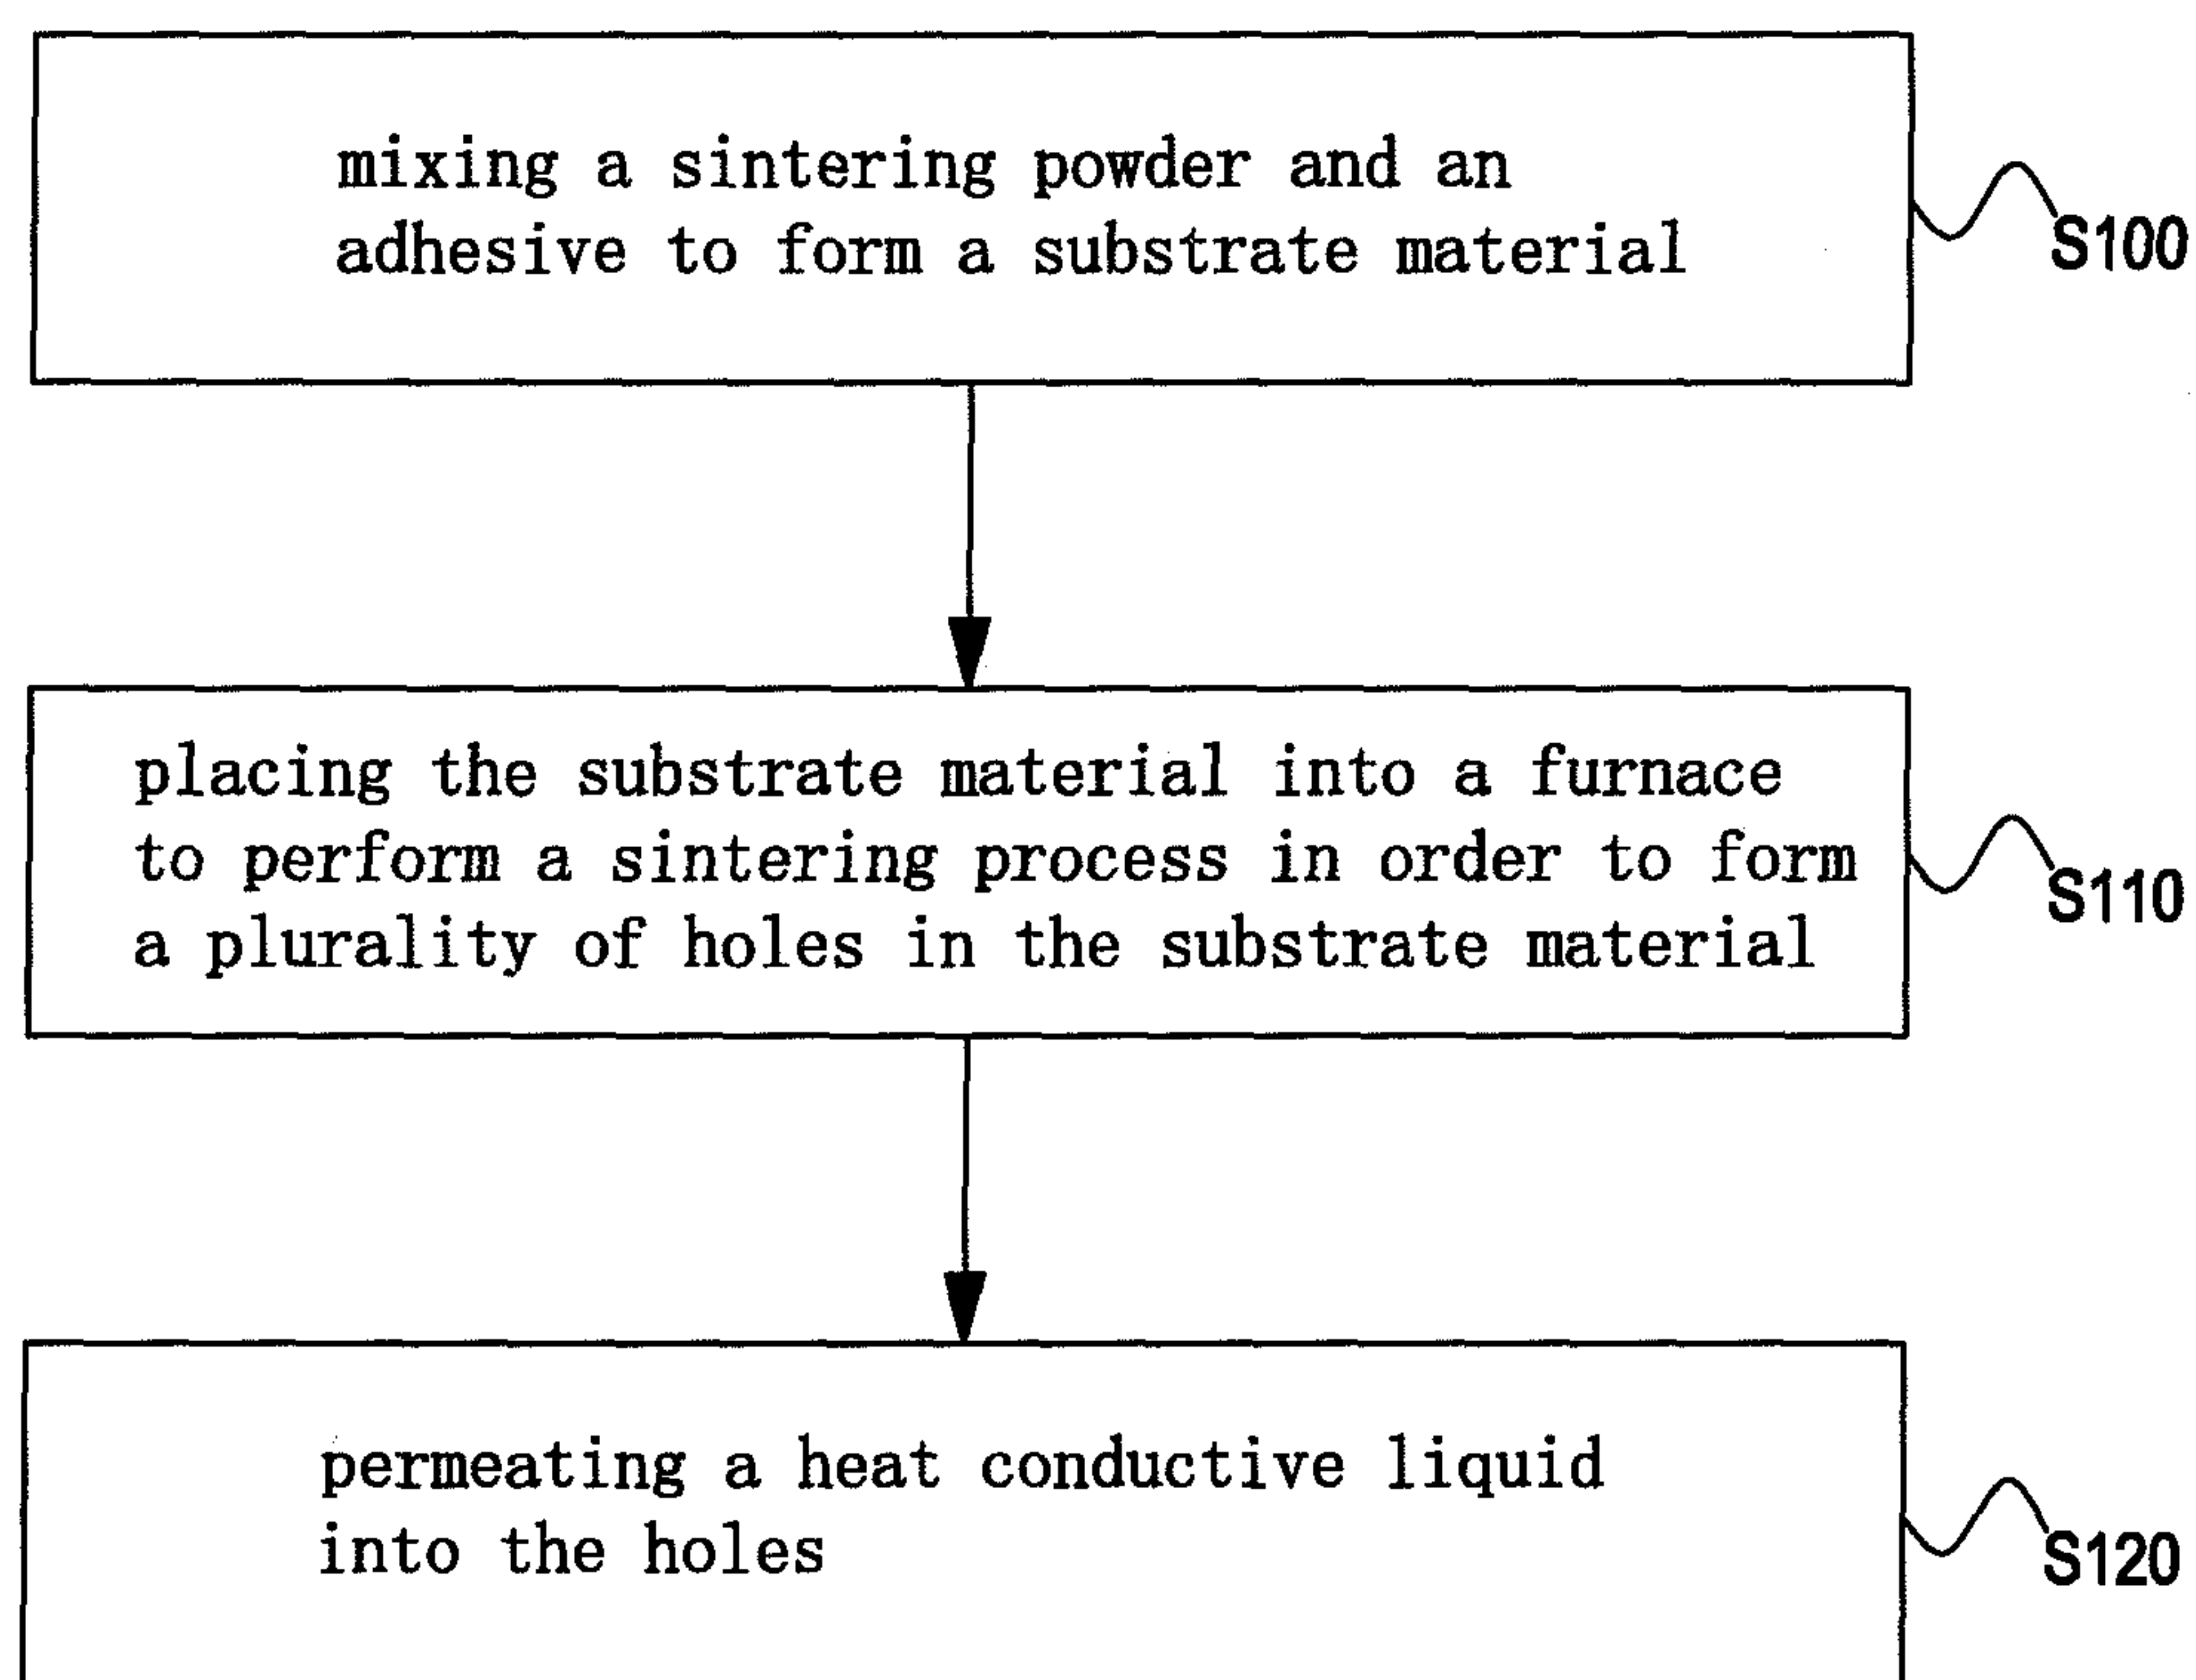 mixing a sintering powder and an
adhesive to form a substrate material
S100
placing the substrate material into a furnace
to perform a sintering process in order to form
a plurality of holes in the substrate material
S110
permeating a heat conductive liquid
into the holes
S120